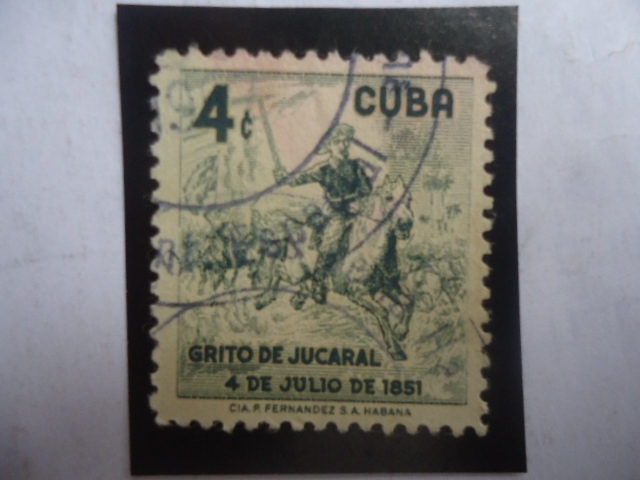 4¢ CUBA
GRITO DE JUCARAL
4 DE JULIO DE 1851
CIA. P. FERNANDEZ S.A. HABANA